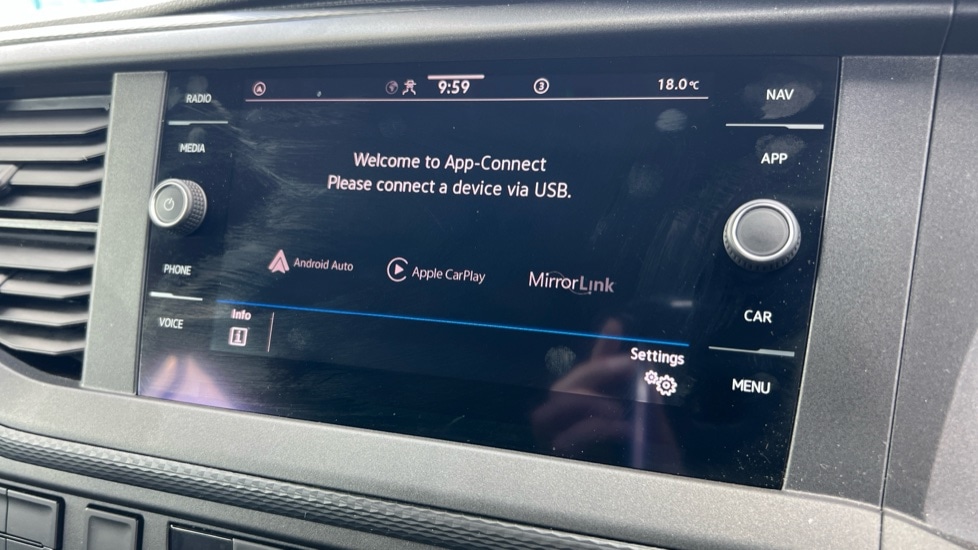 RADIO
MEDIA
PHONE
VOICE
9:59
3
18.0°C
Welcome to App-Connect
Please connect a device via USB.
Android Auto
Apple CarPlay
MirrorLink
Info
i
Settings
NAV
APP
CAR
MENU